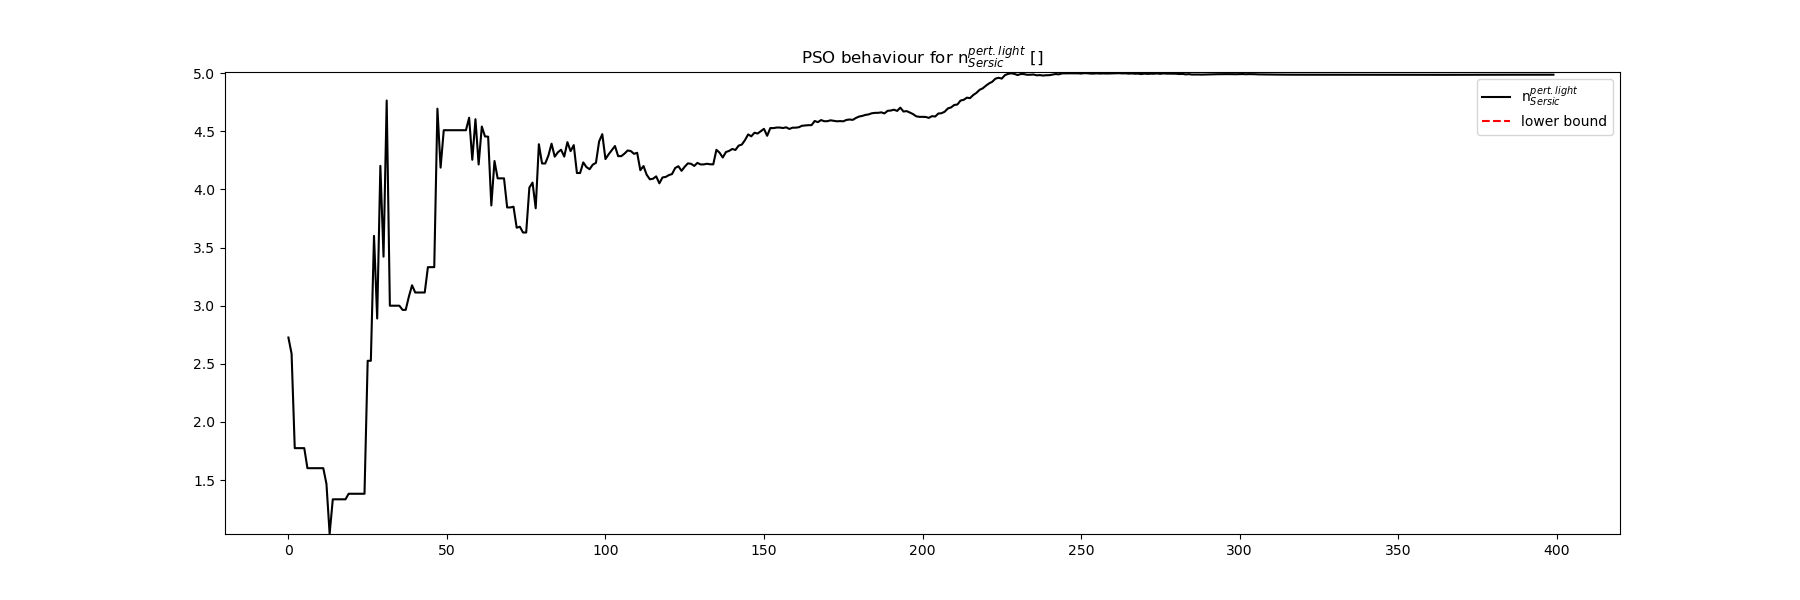 PSO behaviour for n^{pert. light}_{Sersic} []
5.0
4.5
4.0
3.5
3.0
2.5
2.0
1.5
n^{pert. light}_{Sersic}
lower bound
0 50 100 150 200 250 300 350 400